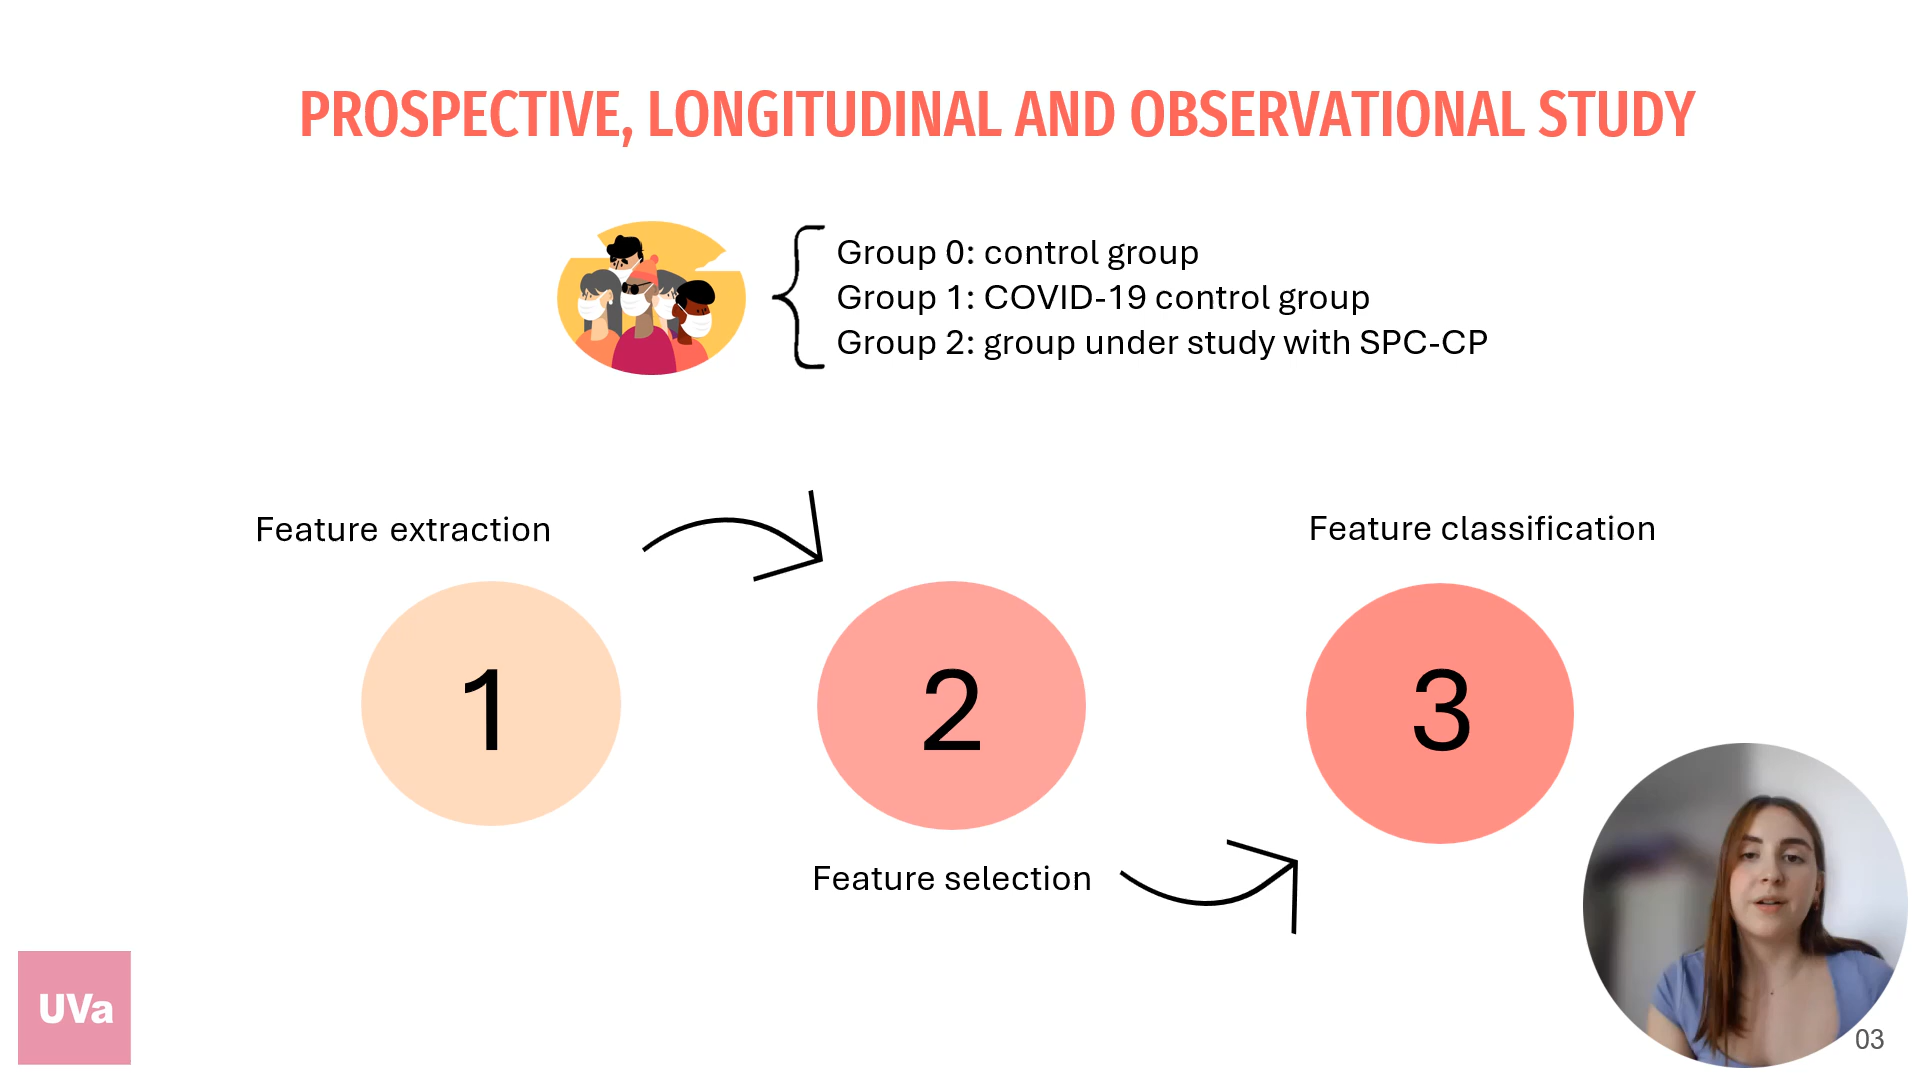 PROSPECTIVE, LONGITUDINAL AND OBSERVATIONAL STUDY
Group 0: control group
Group 1: COVID-19 control group
Group 2: group under study with SPC-CP
Feature extraction
Feature classification
1
2
3
Feature selection
UVa
03